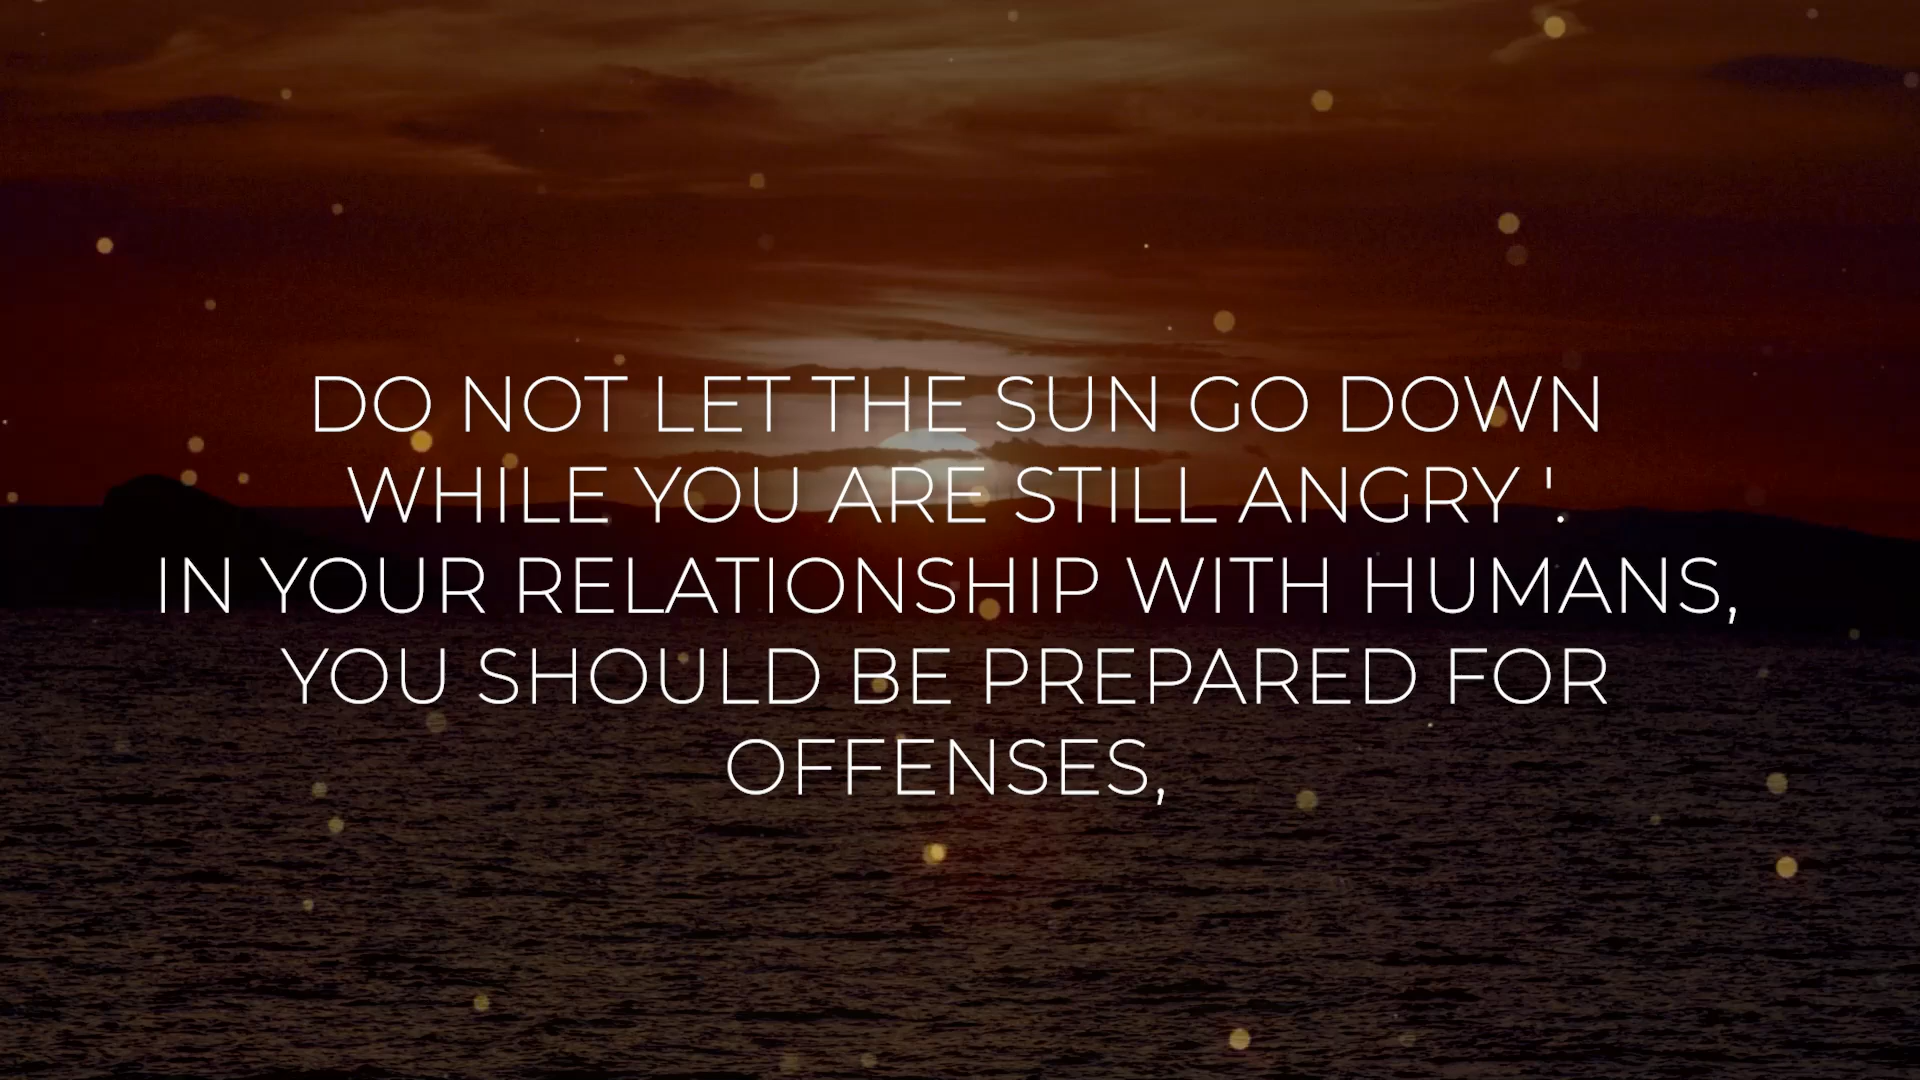 DO NOT LET THE SUN GO DOWN
WHILE YOU ARE STILL ANGRY '.
IN YOUR RELATIONSHIP WITH HUMANS,
YOU SHOULD BE PREPARED FOR
OFFENSES,